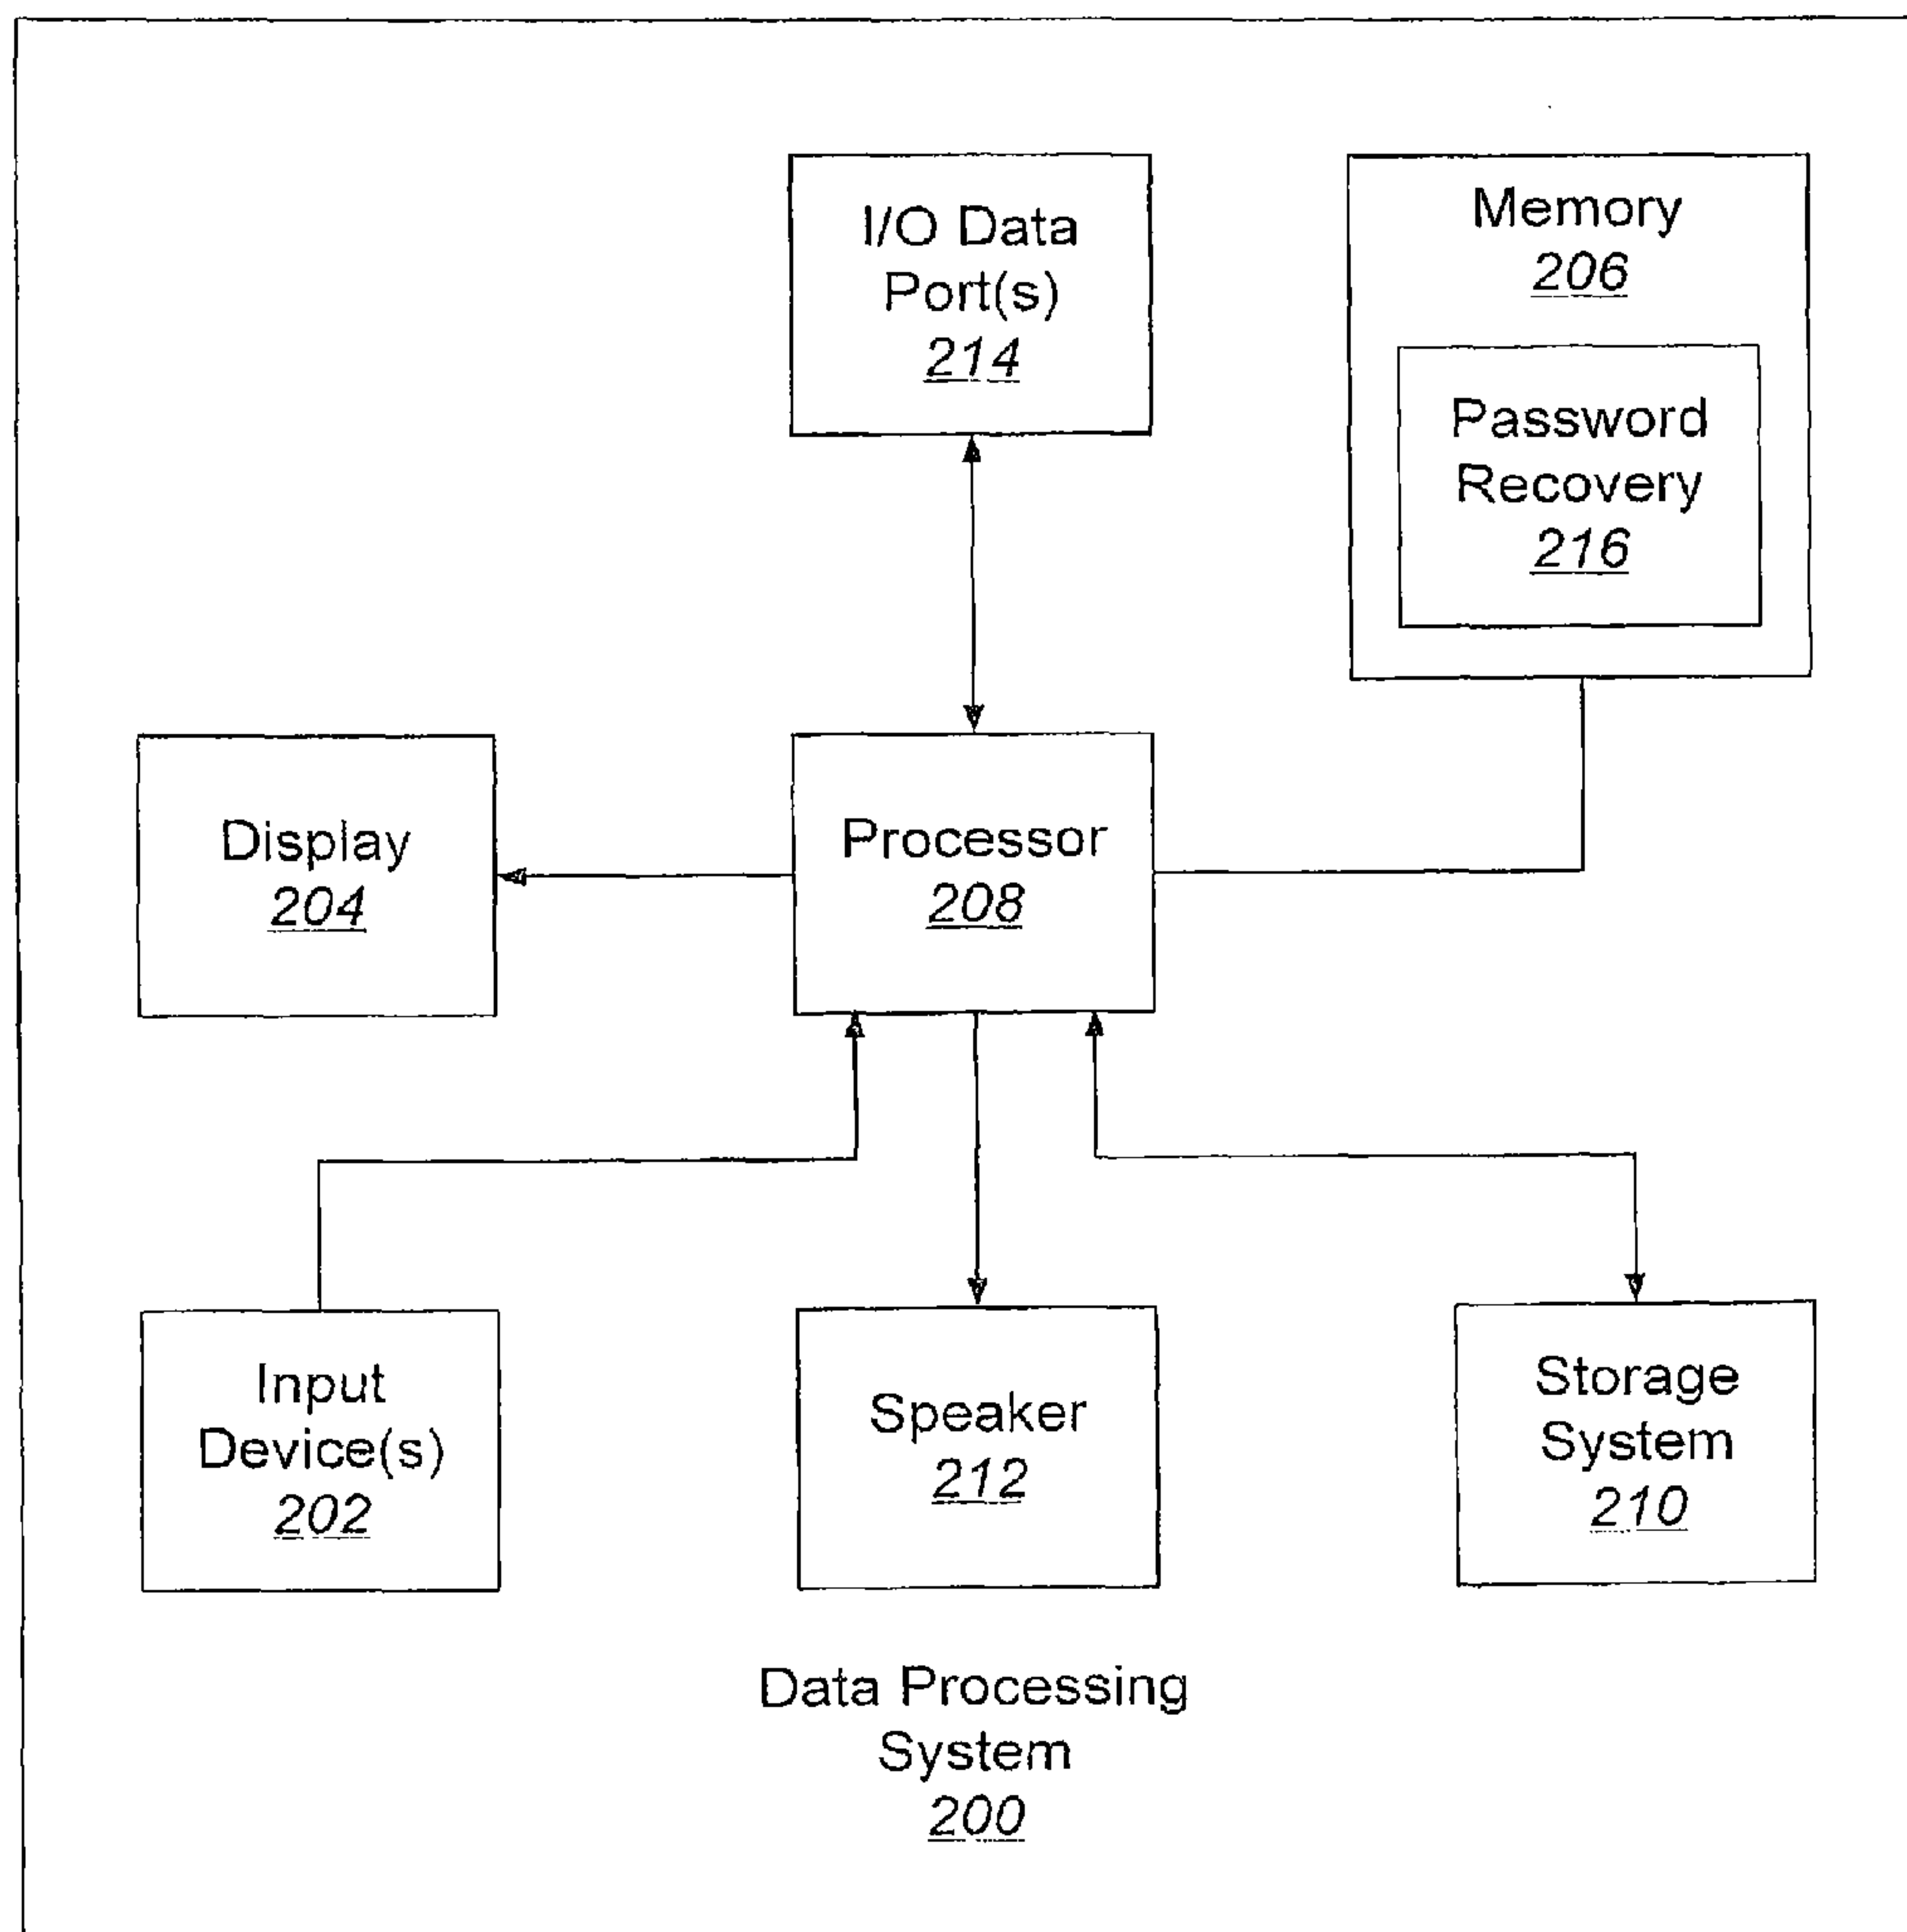 I/O Data
Port(s)
214
Memory
206
Password
Recovery
216
Display
204
Processor
208
Input
Device(s)
202
Speaker
212
Storage
System
210
Data Processing
System
200